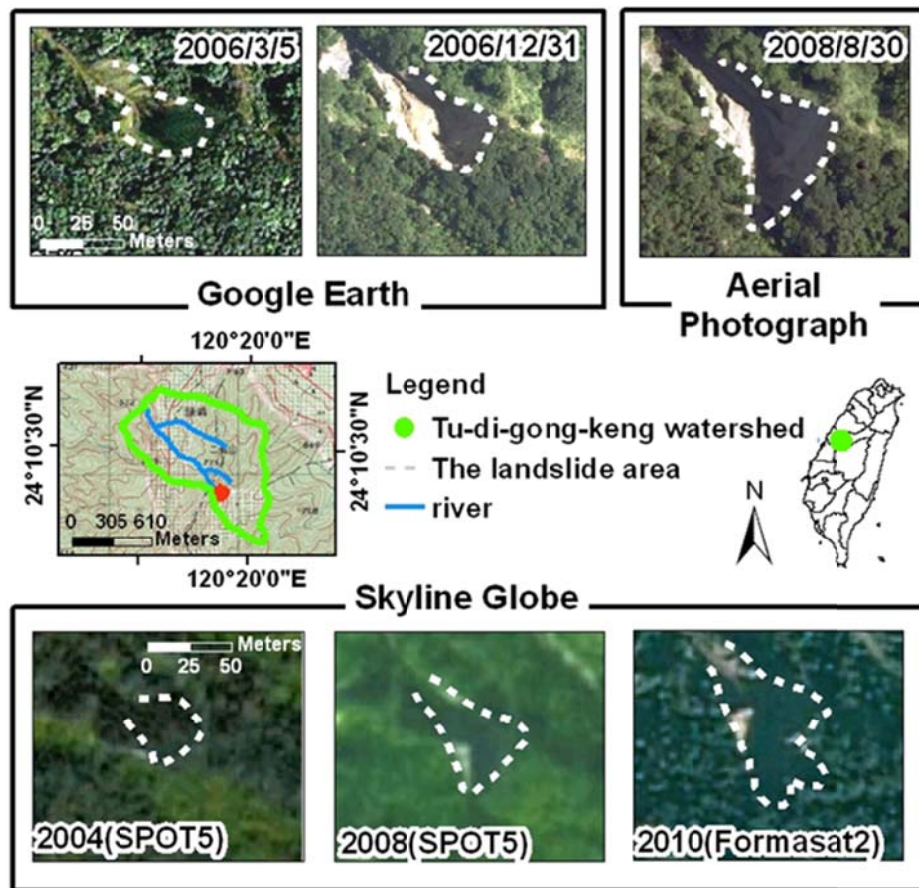 2006/3/5
2006/12/31
2008/8/30
0 25 50
Meters
Google Earth
Aerial
Photograph
120°20'0"E
24°10'30"N
24°10'30"N
0 305 610
Meters
120°20'0"E
Legend
Tu-di-gong-keng watershed
The landslide area
river
N
Skyline Globe
Meters
0 25 50
2004(SPOT5)
2008(SPOT5)
2010(Formasat2)